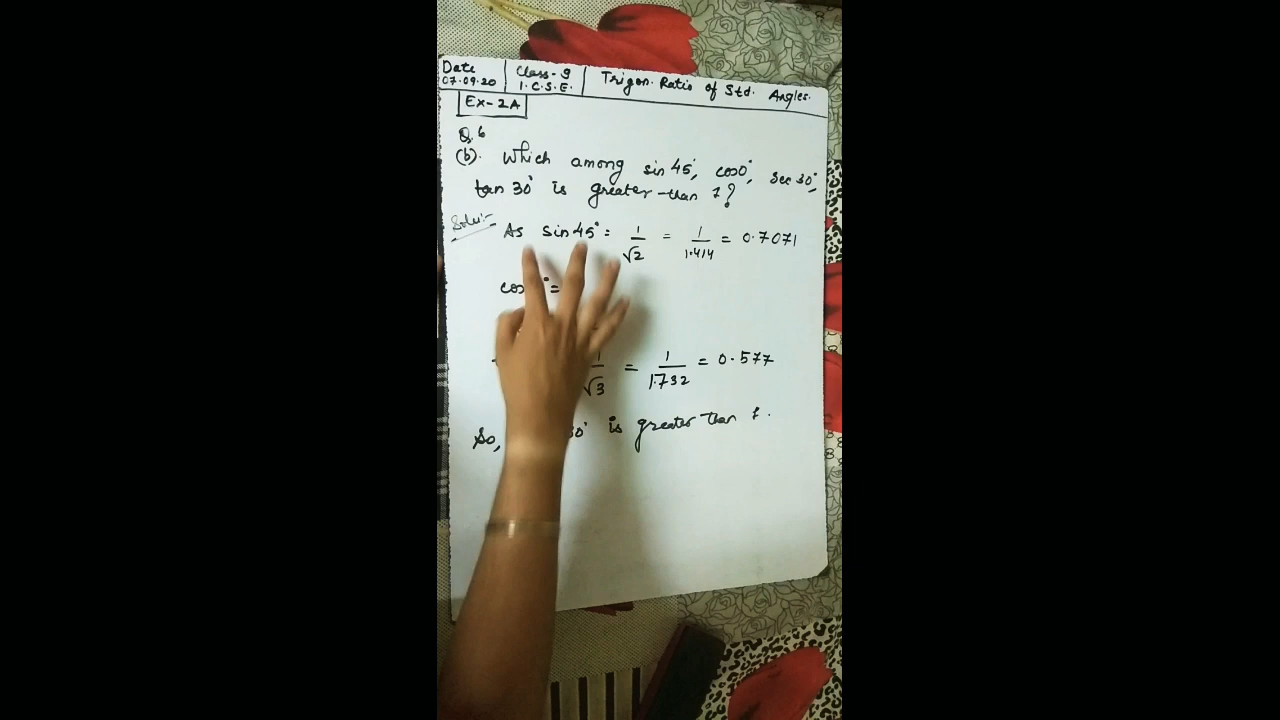 Date
07.09.20
Class-9
I.C.S.E.
Trigon. Ratio of Std. Angles.
Ex-2A
Q.6
(b). Which among sin 45°, cos0°, Sec 30°,
tan 30° is greater than 1?
Solu:-
As sin 45° = 1/√2 = 1/1.414 = 0.7071
cos ° =
1/√3 = 1/1.732 = 0.577
So, 30° is greater than 1.